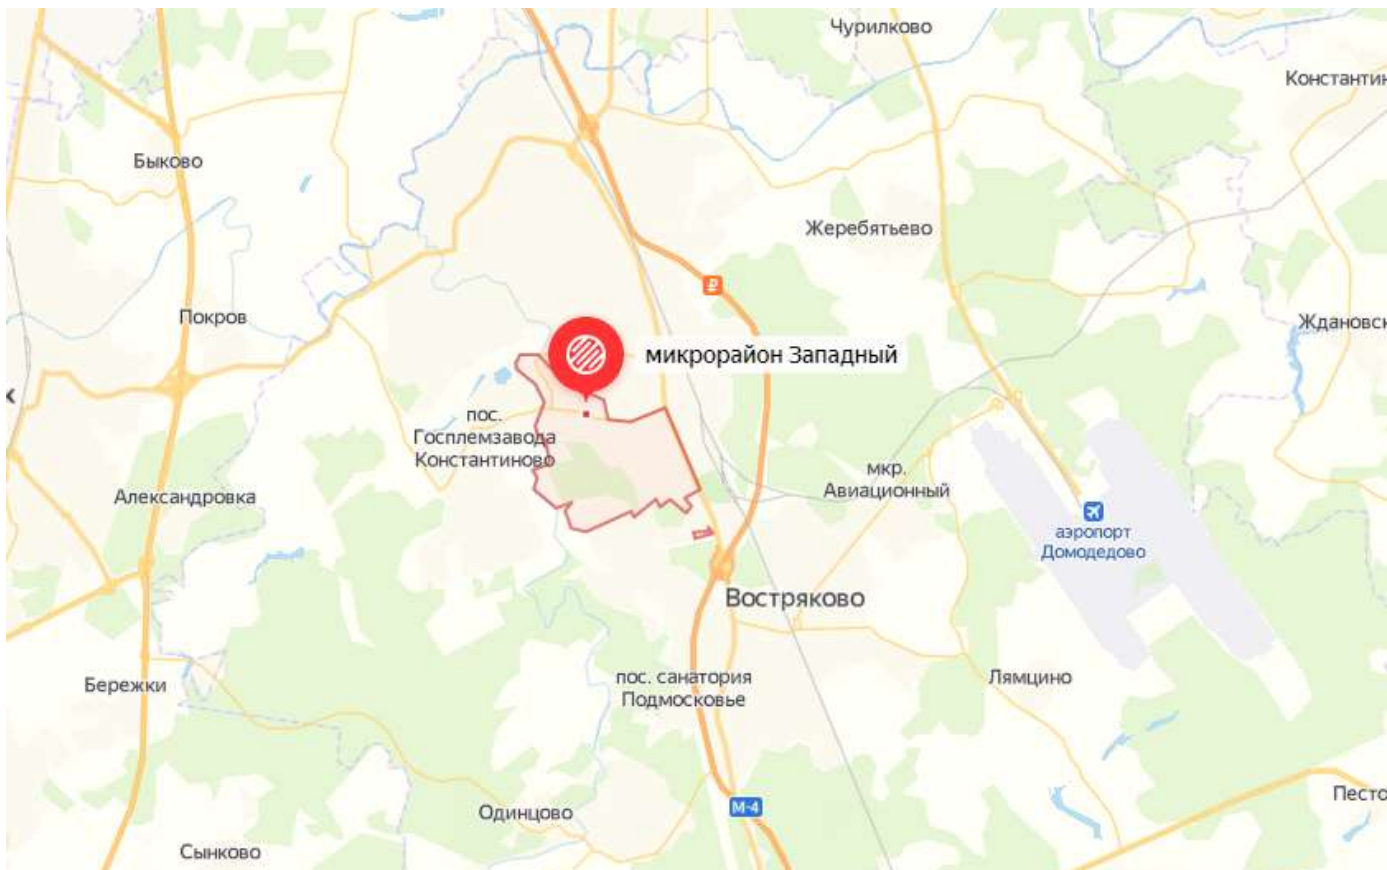 Чурилково
Константин
Быково
Жеребятьево
₽
Покров
Ждановск
микрорайон Западный
к
пос.
Госплемзавода
Константиново
мкр.
Авиационный
Александровка
аэропорт
Домодедово
Востряково
Бережки
пос. санатория
Подмосковье
Лямцино
М-4
Песто
Одинцово
Сынково